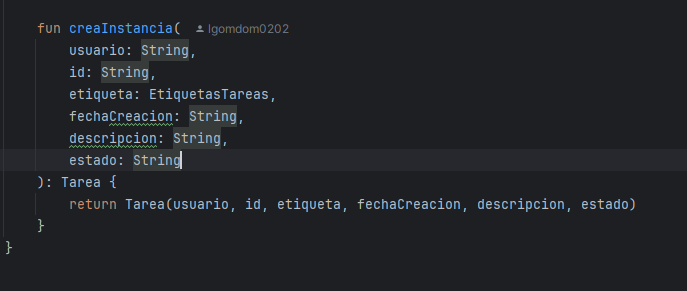 fun creaInstancia( lgomdom0202
usuario: String,
id: String,
etiqueta: EtiquetasTareas,
fechaCreacion: String,
descripcion: String,
estado: String
): Tarea {
return Tarea(usuario, id, etiqueta, fechaCreacion, descripcion, estado)
}
}